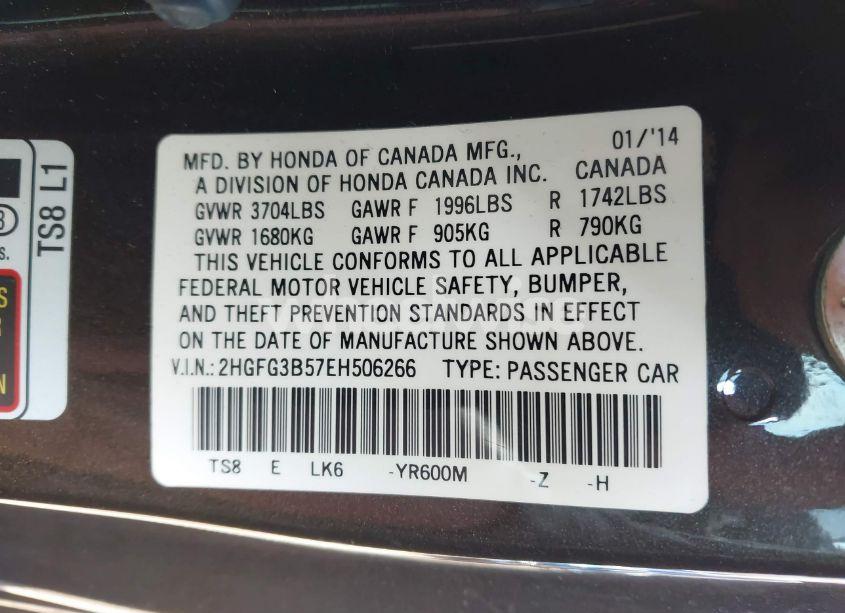 01/'14
MFD. BY HONDA OF CANADA MFG.,
A DIVISION OF HONDA CANADA INC. CANADA
GVWR 3704LBS GAWR F 1996LBS R 1742LBS
GVWR 1680KG GAWR F 905KG R 790KG
THIS VEHICLE CONFORMS TO ALL APPLICABLE
FEDERAL MOTOR VEHICLE SAFETY, BUMPER,
AND THEFT PREVENTION STANDARDS IN EFFECT
ON THE DATE OF MANUFACTURE SHOWN ABOVE.
V.I.N.: 2HGFG3B57EH506266 TYPE: PASSENGER CAR
TS8 E LK6 -YR600M -Z -H
TS8 L1
S.
S
N